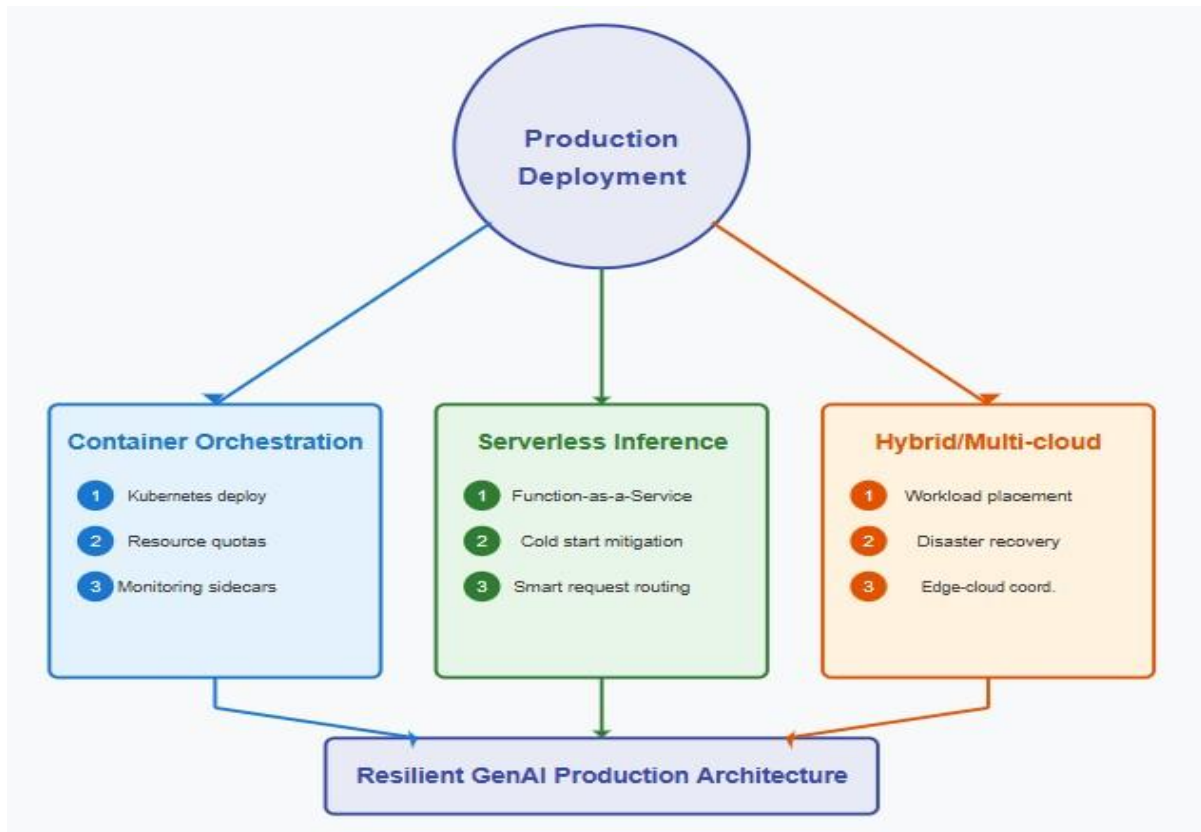 Production
Deployment
Container Orchestration
1 Kubernetes deploy
2 Resource quotas
3 Monitoring sidecars
Serverless Inference
1 Function-as-a-Service
2 Cold start mitigation
3 Smart request routing
Hybrid/Multi-cloud
1 Workload placement
2 Disaster recovery
3 Edge-cloud coord.
Resilient GenAI Production Architecture